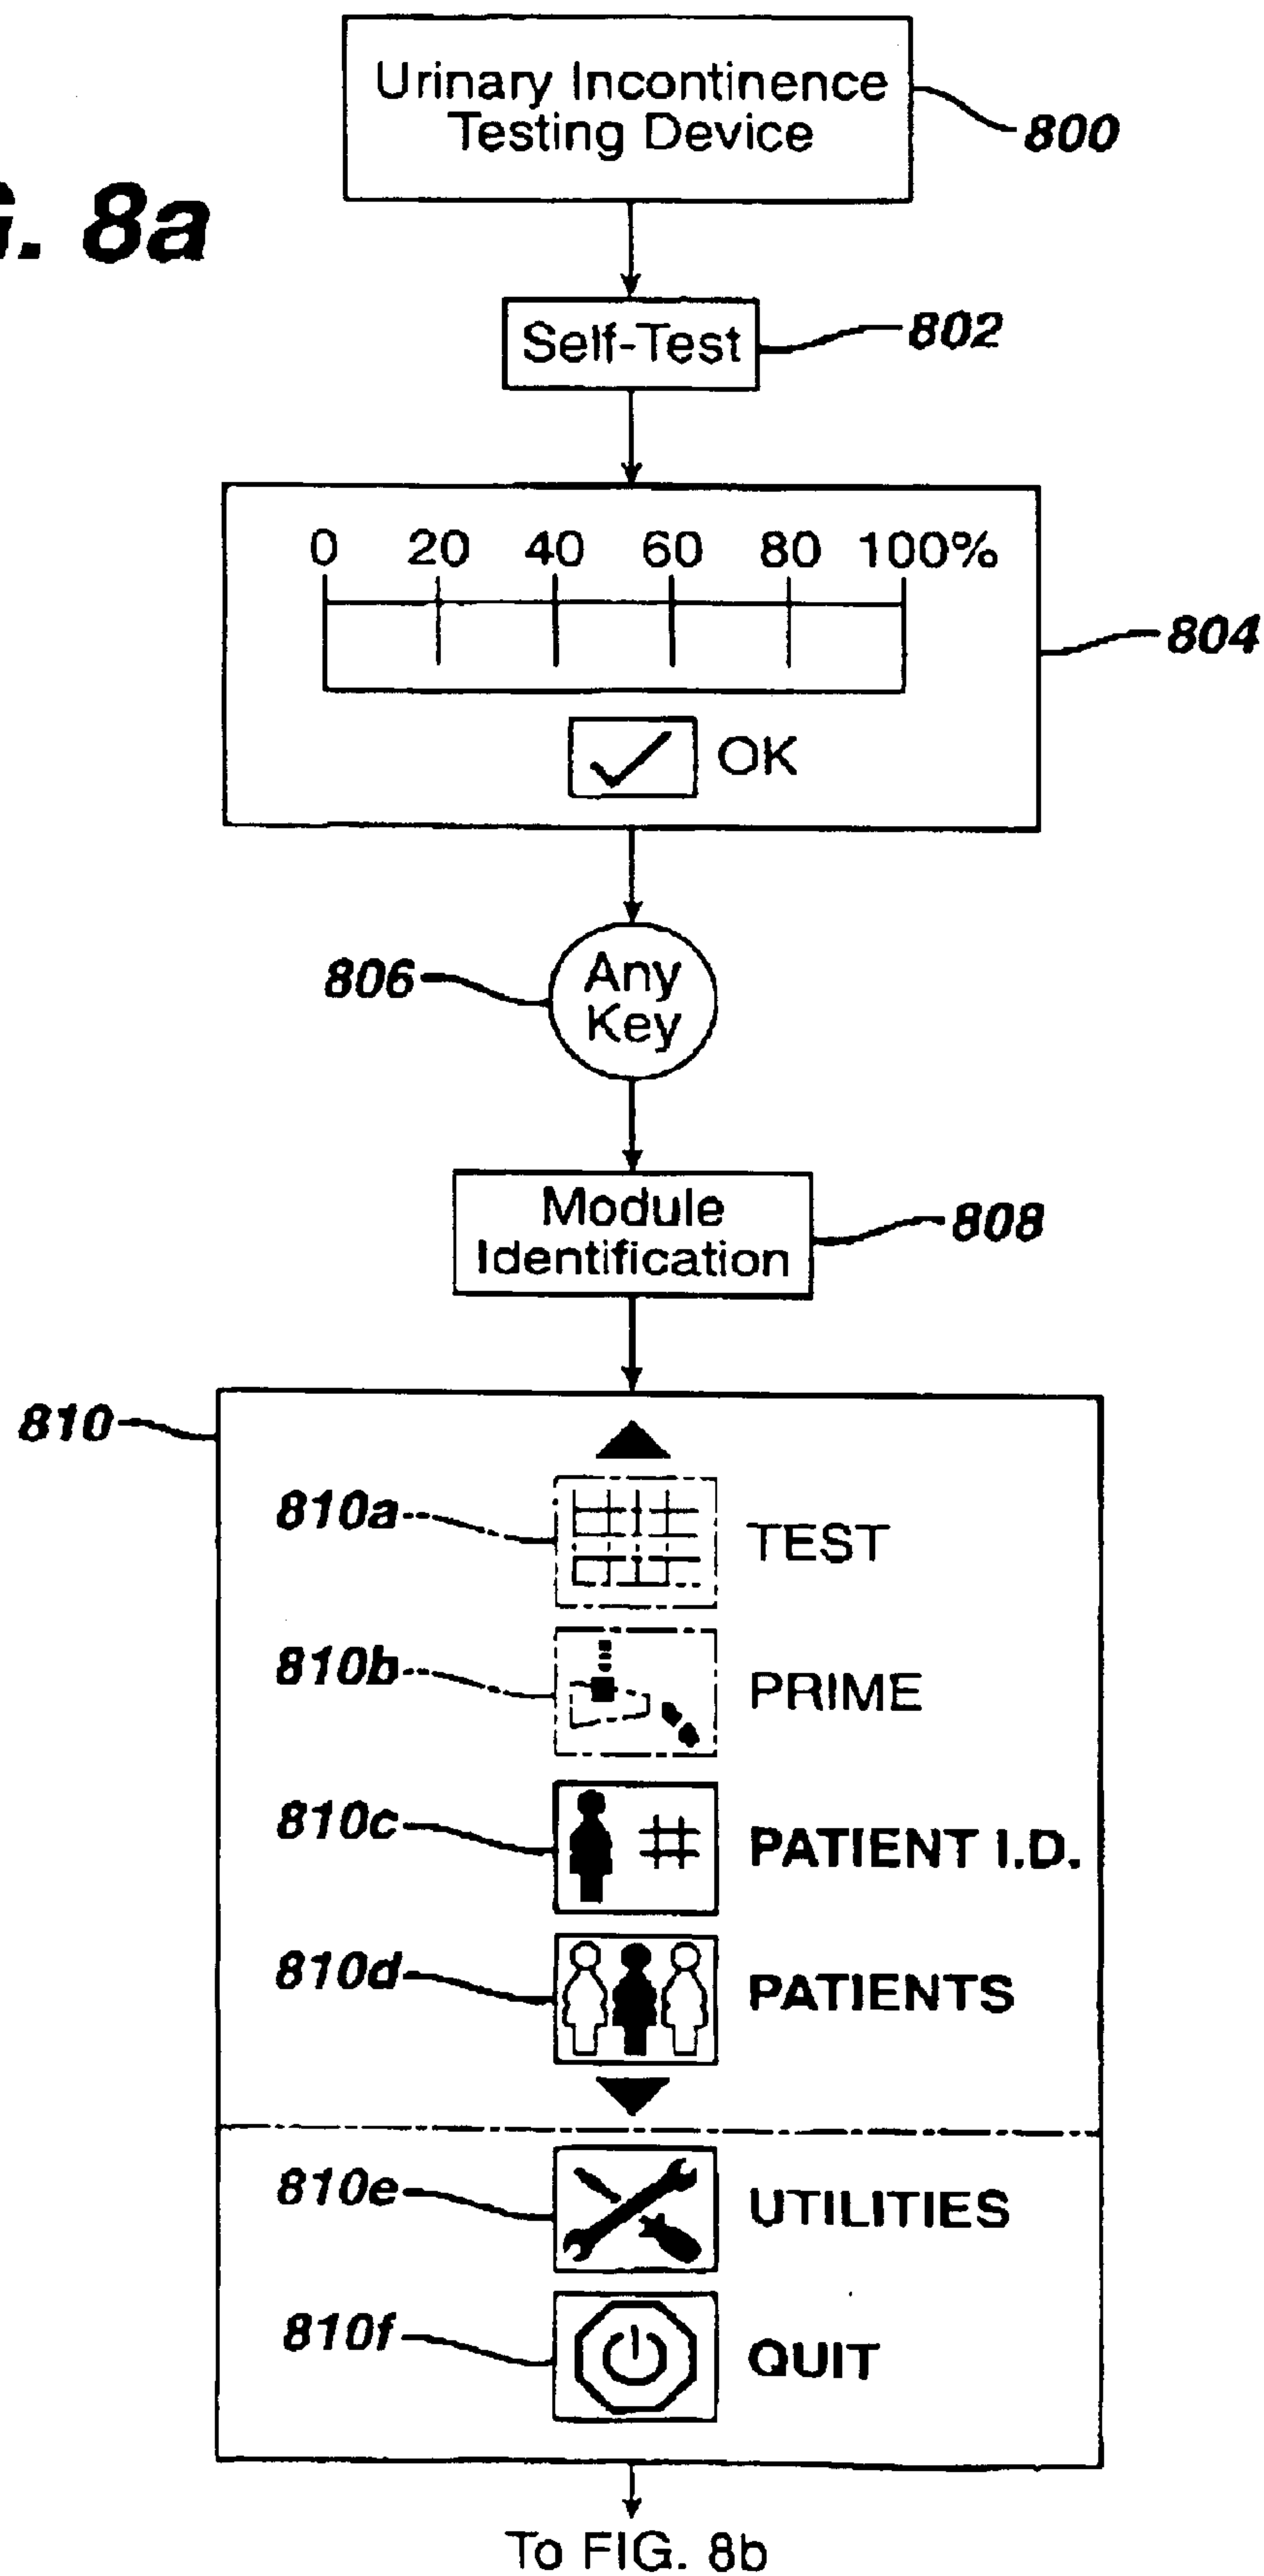 Urinary Incontinence
Testing Device
800
G. 8a
Self-Test
802
0 20 40 60 80 100%
804
OK
806
Any
Key
Module
Identification
808
810
810a
TEST
810b
PRIME
810c
#
PATIENT I.D.
810d
PATIENTS
810e
UTILITIES
810f
QUIT
To FIG. 8b